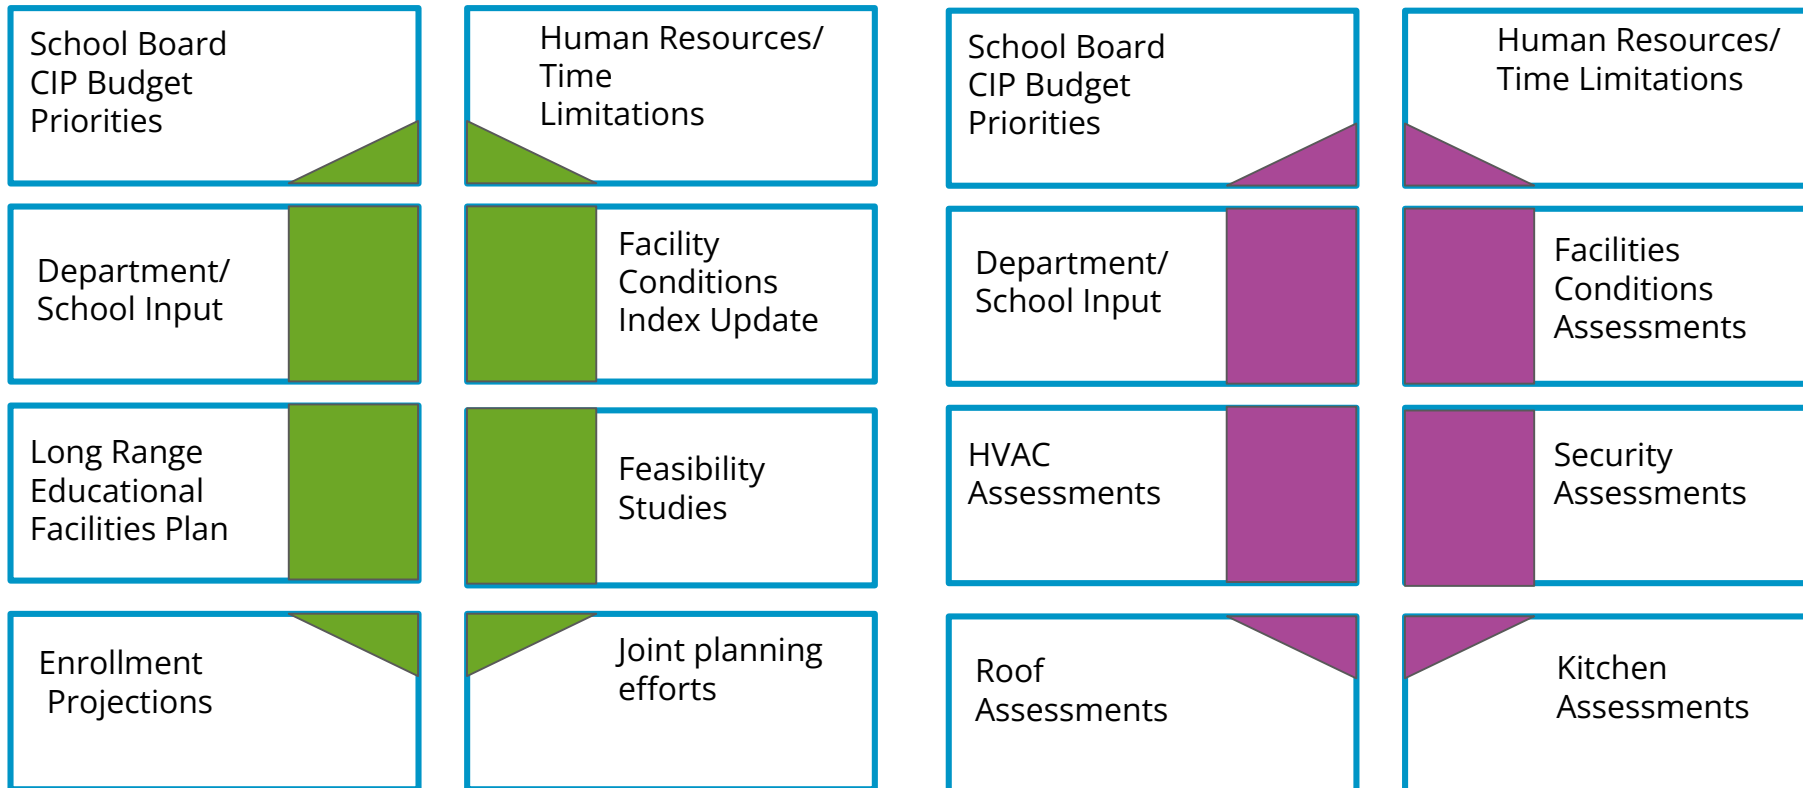 School Board
CIP Budget
Priorities
Human Resources/
Time
Limitations
Department/
School Input
Facility
Conditions
Index Update
Long Range
Educational
Facilities Plan
Feasibility
Studies
Enrollment
Projections
Joint planning
efforts
School Board
CIP Budget
Priorities
Human Resources/
Time Limitations
Department/
School Input
Facilities
Conditions
Assessments
HVAC
Assessments
Security
Assessments
Roof
Assessments
Kitchen
Assessments